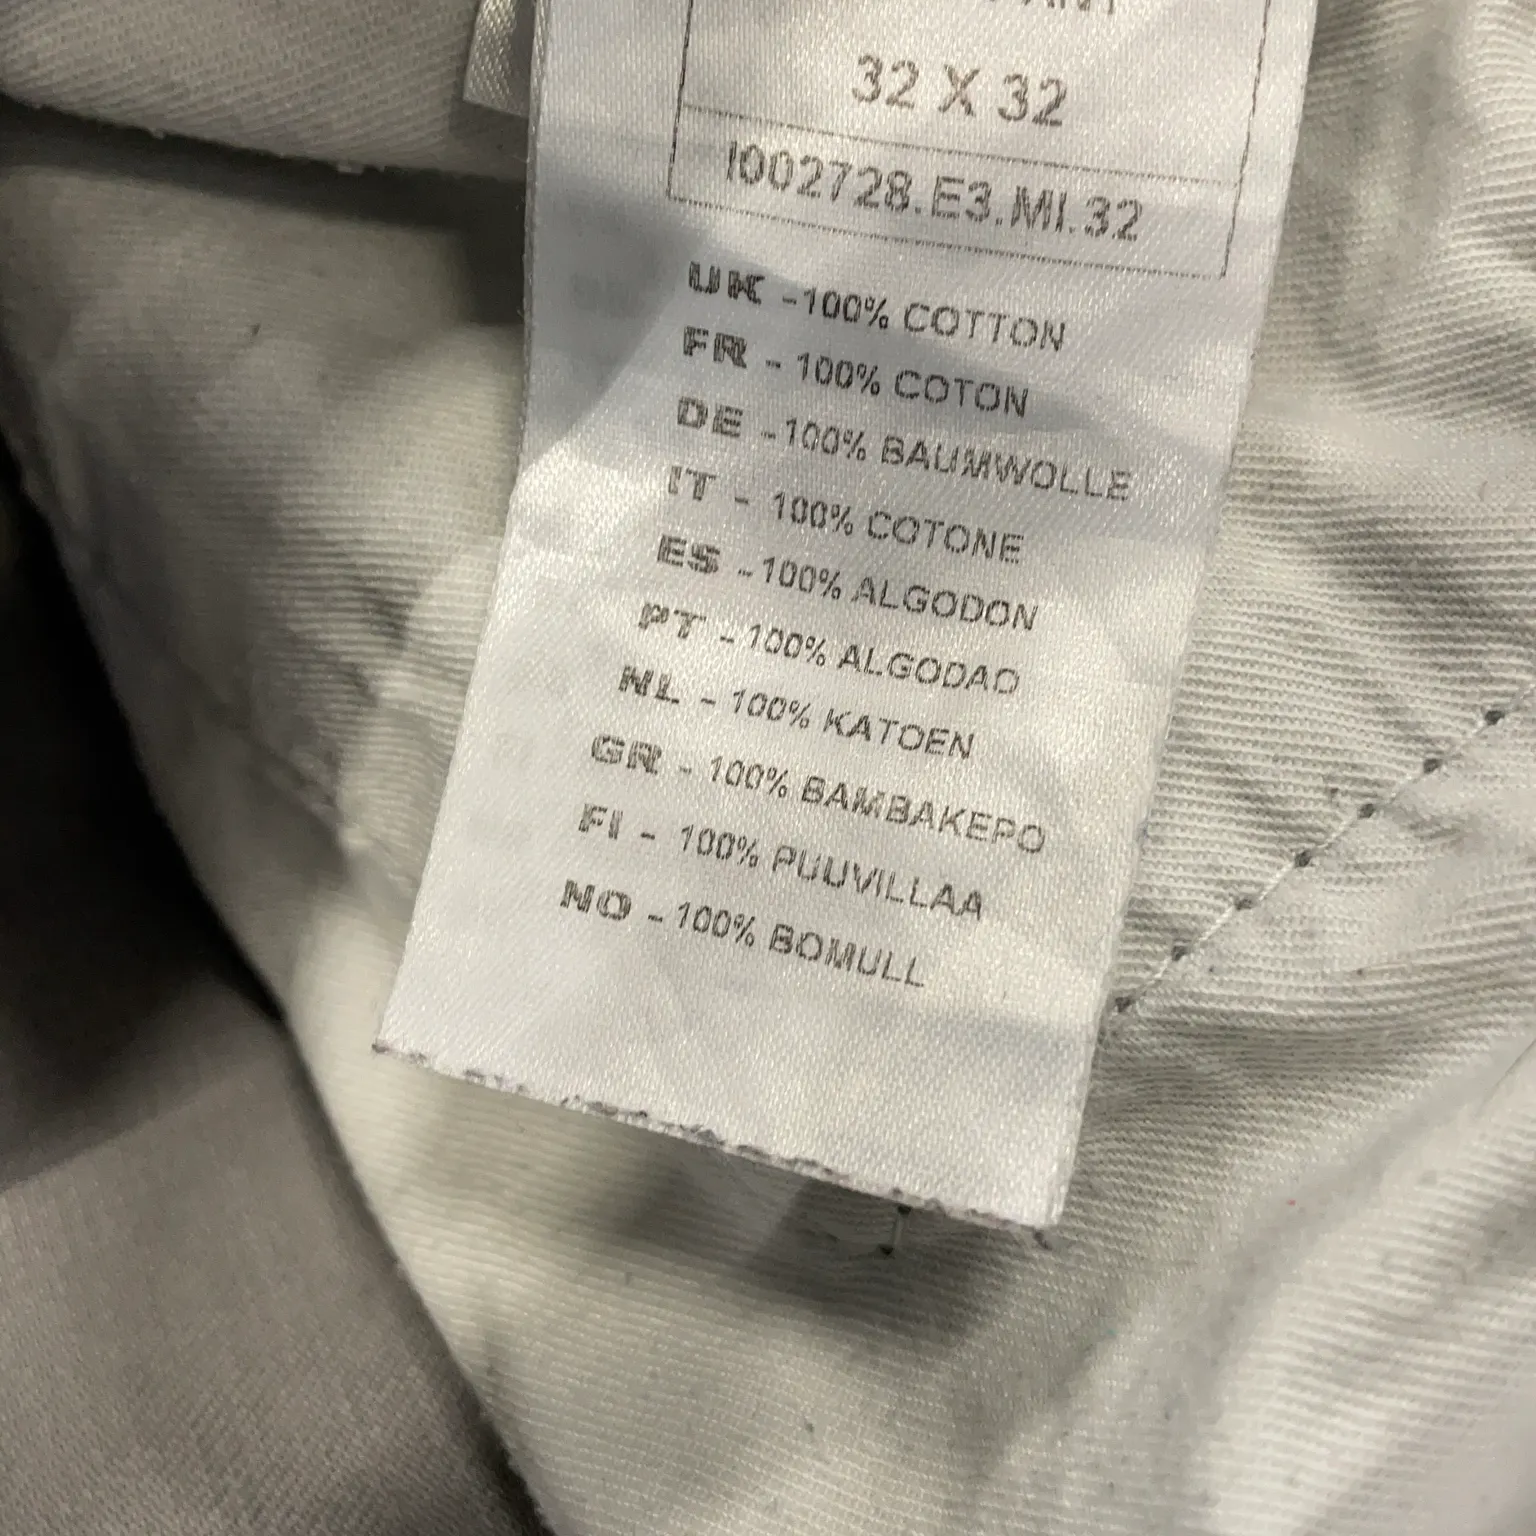 32 X 32
I002728.E3.MI.32
UK -100% COTTON
FR - 100% COTON
DE -100% BAUMWOLLE
IT - 100% COTONE
ES -100% ALGODON
PT -100% ALGODAO
NL - 100% KATOEN
GR - 100% BAMBAKEPO
FI - 100% PUUVILLAA
NO -100% BOMULL